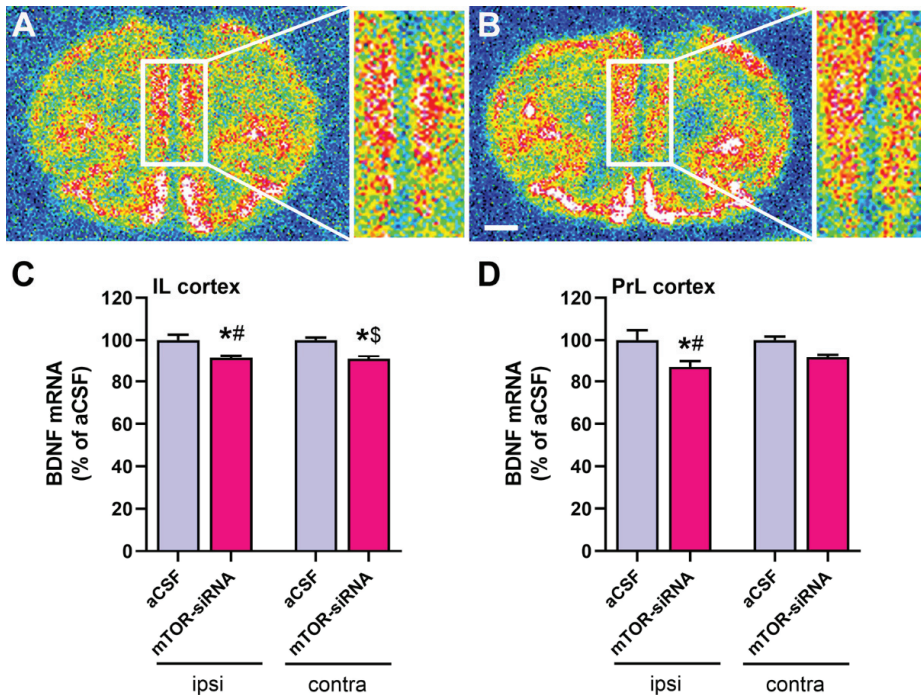 A
B
C
IL cortex
BDNF mRNA
(% of aCSF)
120
100
80
60
40
20
0
*#
*$
aCSF
mTOR-siRNA
aCSF
mTOR-siRNA
ipsi
contra
D
PrL cortex
BDNF mRNA
(% of aCSF)
120
100
80
60
40
20
0
*#
aCSF
mTOR-siRNA
aCSF
mTOR-siRNA
ipsi
contra